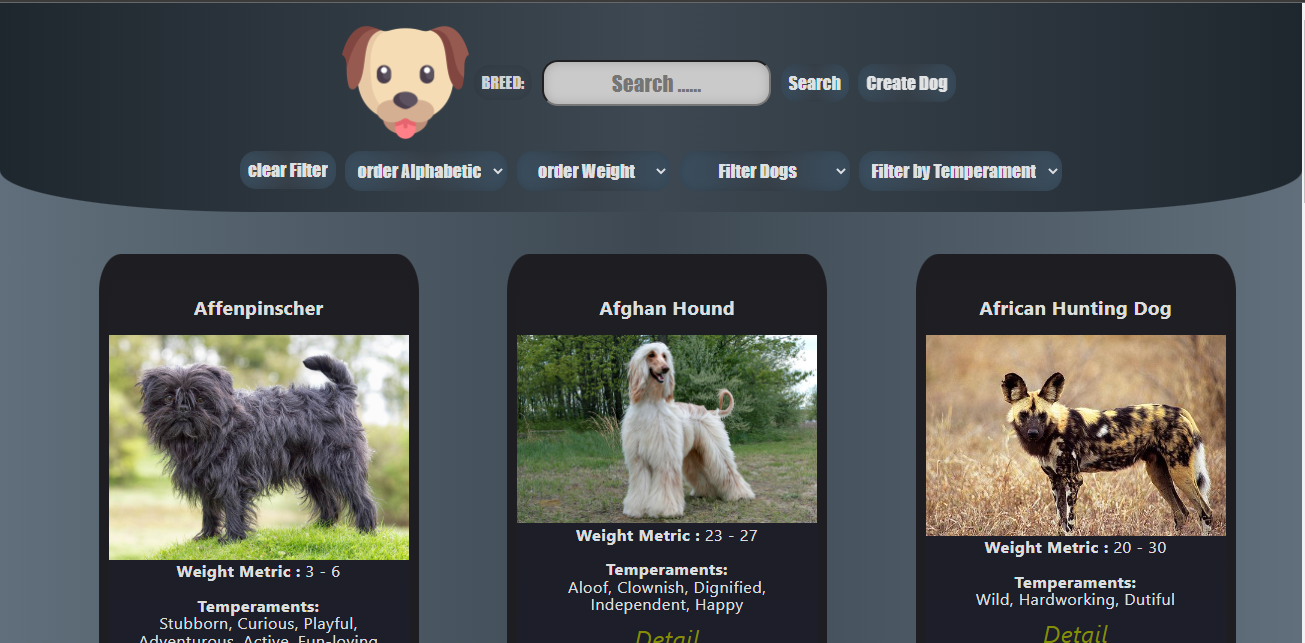 BREED:
Search ......
Search
Create Dog
clear Filter
order Alphabetic
order Weight
Filter Dogs
Filter by Temperament
Affenpinscher
Weight Metric : 3 - 6
Temperaments:
Stubborn, Curious, Playful,
Adventurous, Active, Fun-loving
Afghan Hound
Weight Metric : 23 - 27
Temperaments:
Aloof, Clownish, Dignified,
Independent, Happy
Detail
African Hunting Dog
Weight Metric : 20 - 30
Temperaments:
Wild, Hardworking, Dutiful
Detail